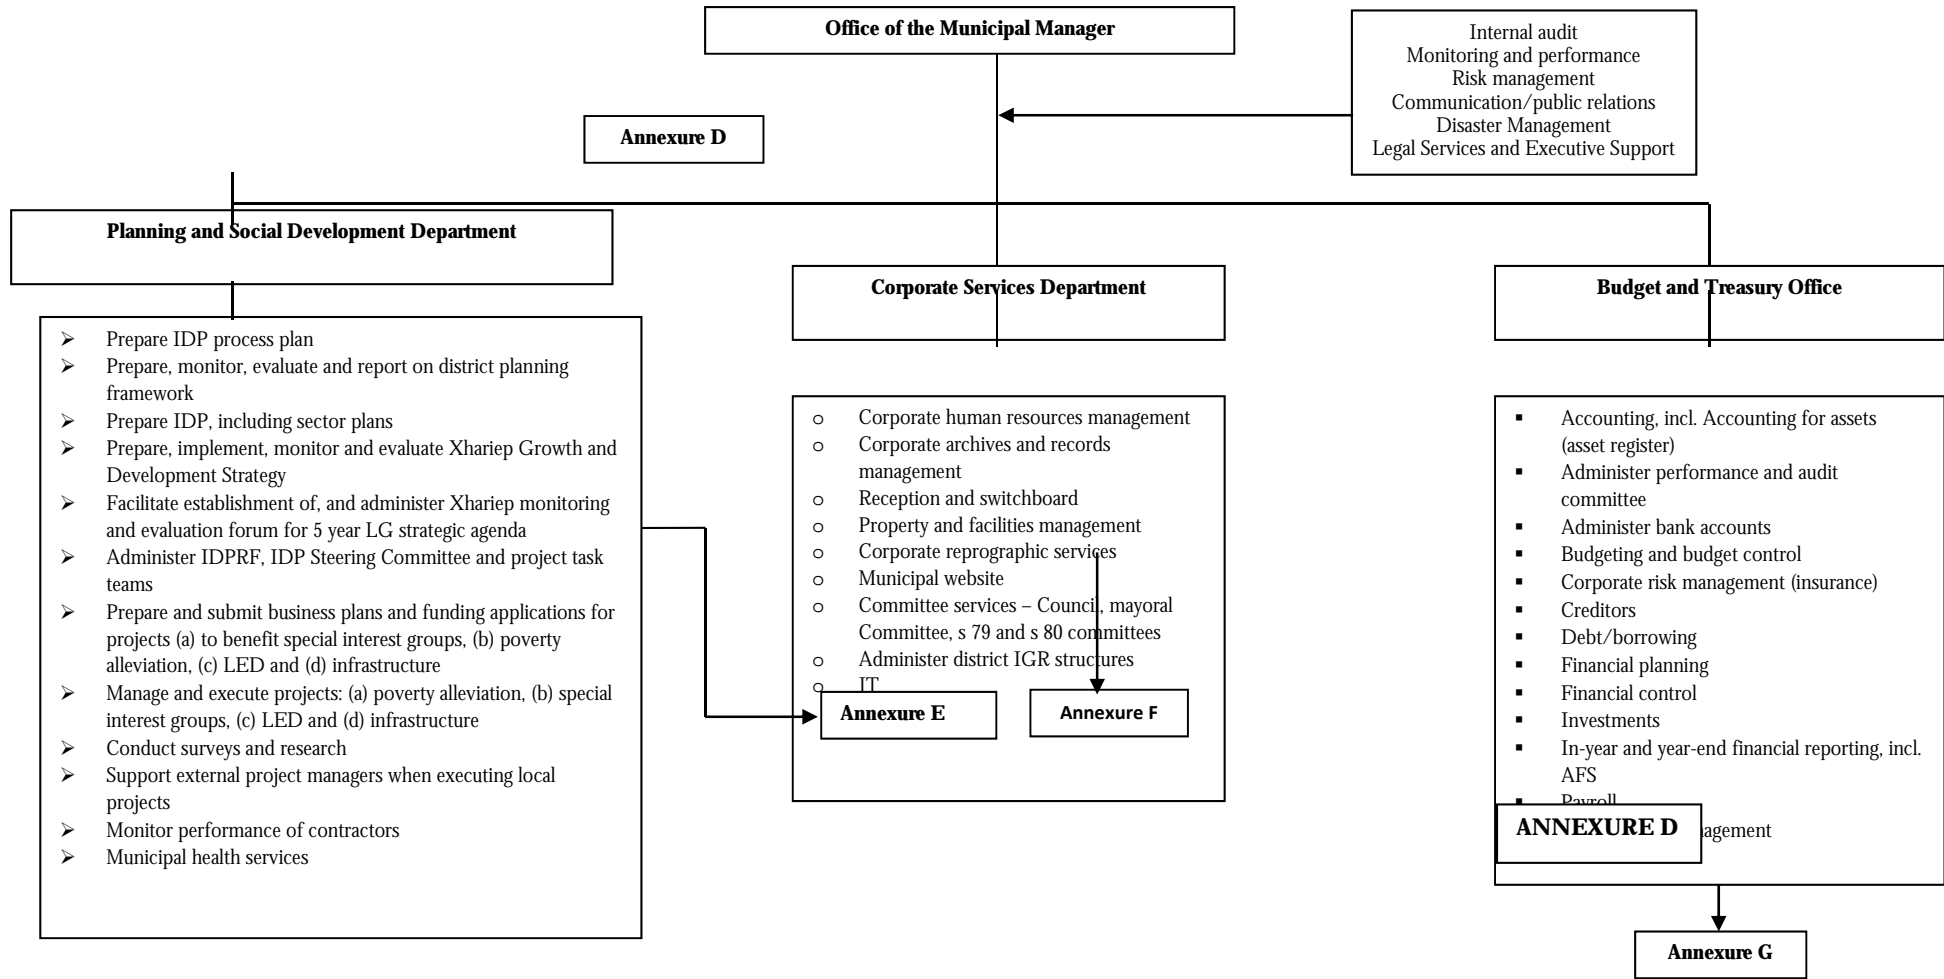 Office of the Municipal Manager
Internal audit
Monitoring and performance
Risk management
Communication/public relations
Disaster Management
Legal Services and Executive Support
Annexure D
Planning and Social Development Department
➢ Prepare IDP process plan
➢ Prepare, monitor, evaluate and report on district planning
framework
➢ Prepare IDP, including sector plans
➢ Prepare, implement, monitor and evaluate Xhariep Growth and
Development Strategy
➢ Facilitate establishment of, and administer Xhariep monitoring
and evaluation forum for 5 year LG strategic agenda
➢ Administer IDPRF, IDP Steering Committee and project task
teams
➢ Prepare and submit business plans and funding applications for
projects (a) to benefit special interest groups, (b) poverty
alleviation, (c) LED and (d) infrastructure
➢ Manage and execute projects: (a) poverty alleviation, (b) special
interest groups, (c) LED and (d) infrastructure
➢ Conduct surveys and research
➢ Support external project managers when executing local
projects
➢ Monitor performance of contractors
➢ Municipal health services
Corporate Services Department
o Corporate human resources management
o Corporate archives and records
management
o Reception and switchboard
o Property and facilities management
o Corporate reprographic services
o Municipal website
o Committee services – Council, mayoral
Committee, s 79 and s 80 committees
o Administer district IGR structures
o IT
Annexure E
Annexure F
Budget and Treasury Office
▪ Accounting, incl. Accounting for assets
(asset register)
▪ Administer performance and audit
committee
▪ Administer bank accounts
▪ Budgeting and budget control
▪ Corporate risk management (insurance)
▪ Creditors
▪ Debt/borrowing
▪ Financial planning
▪ Financial control
▪ Investments
▪ In-year and year-end financial reporting, incl.
AFS
▪ Payroll
ANNEXURE D
Annexure G